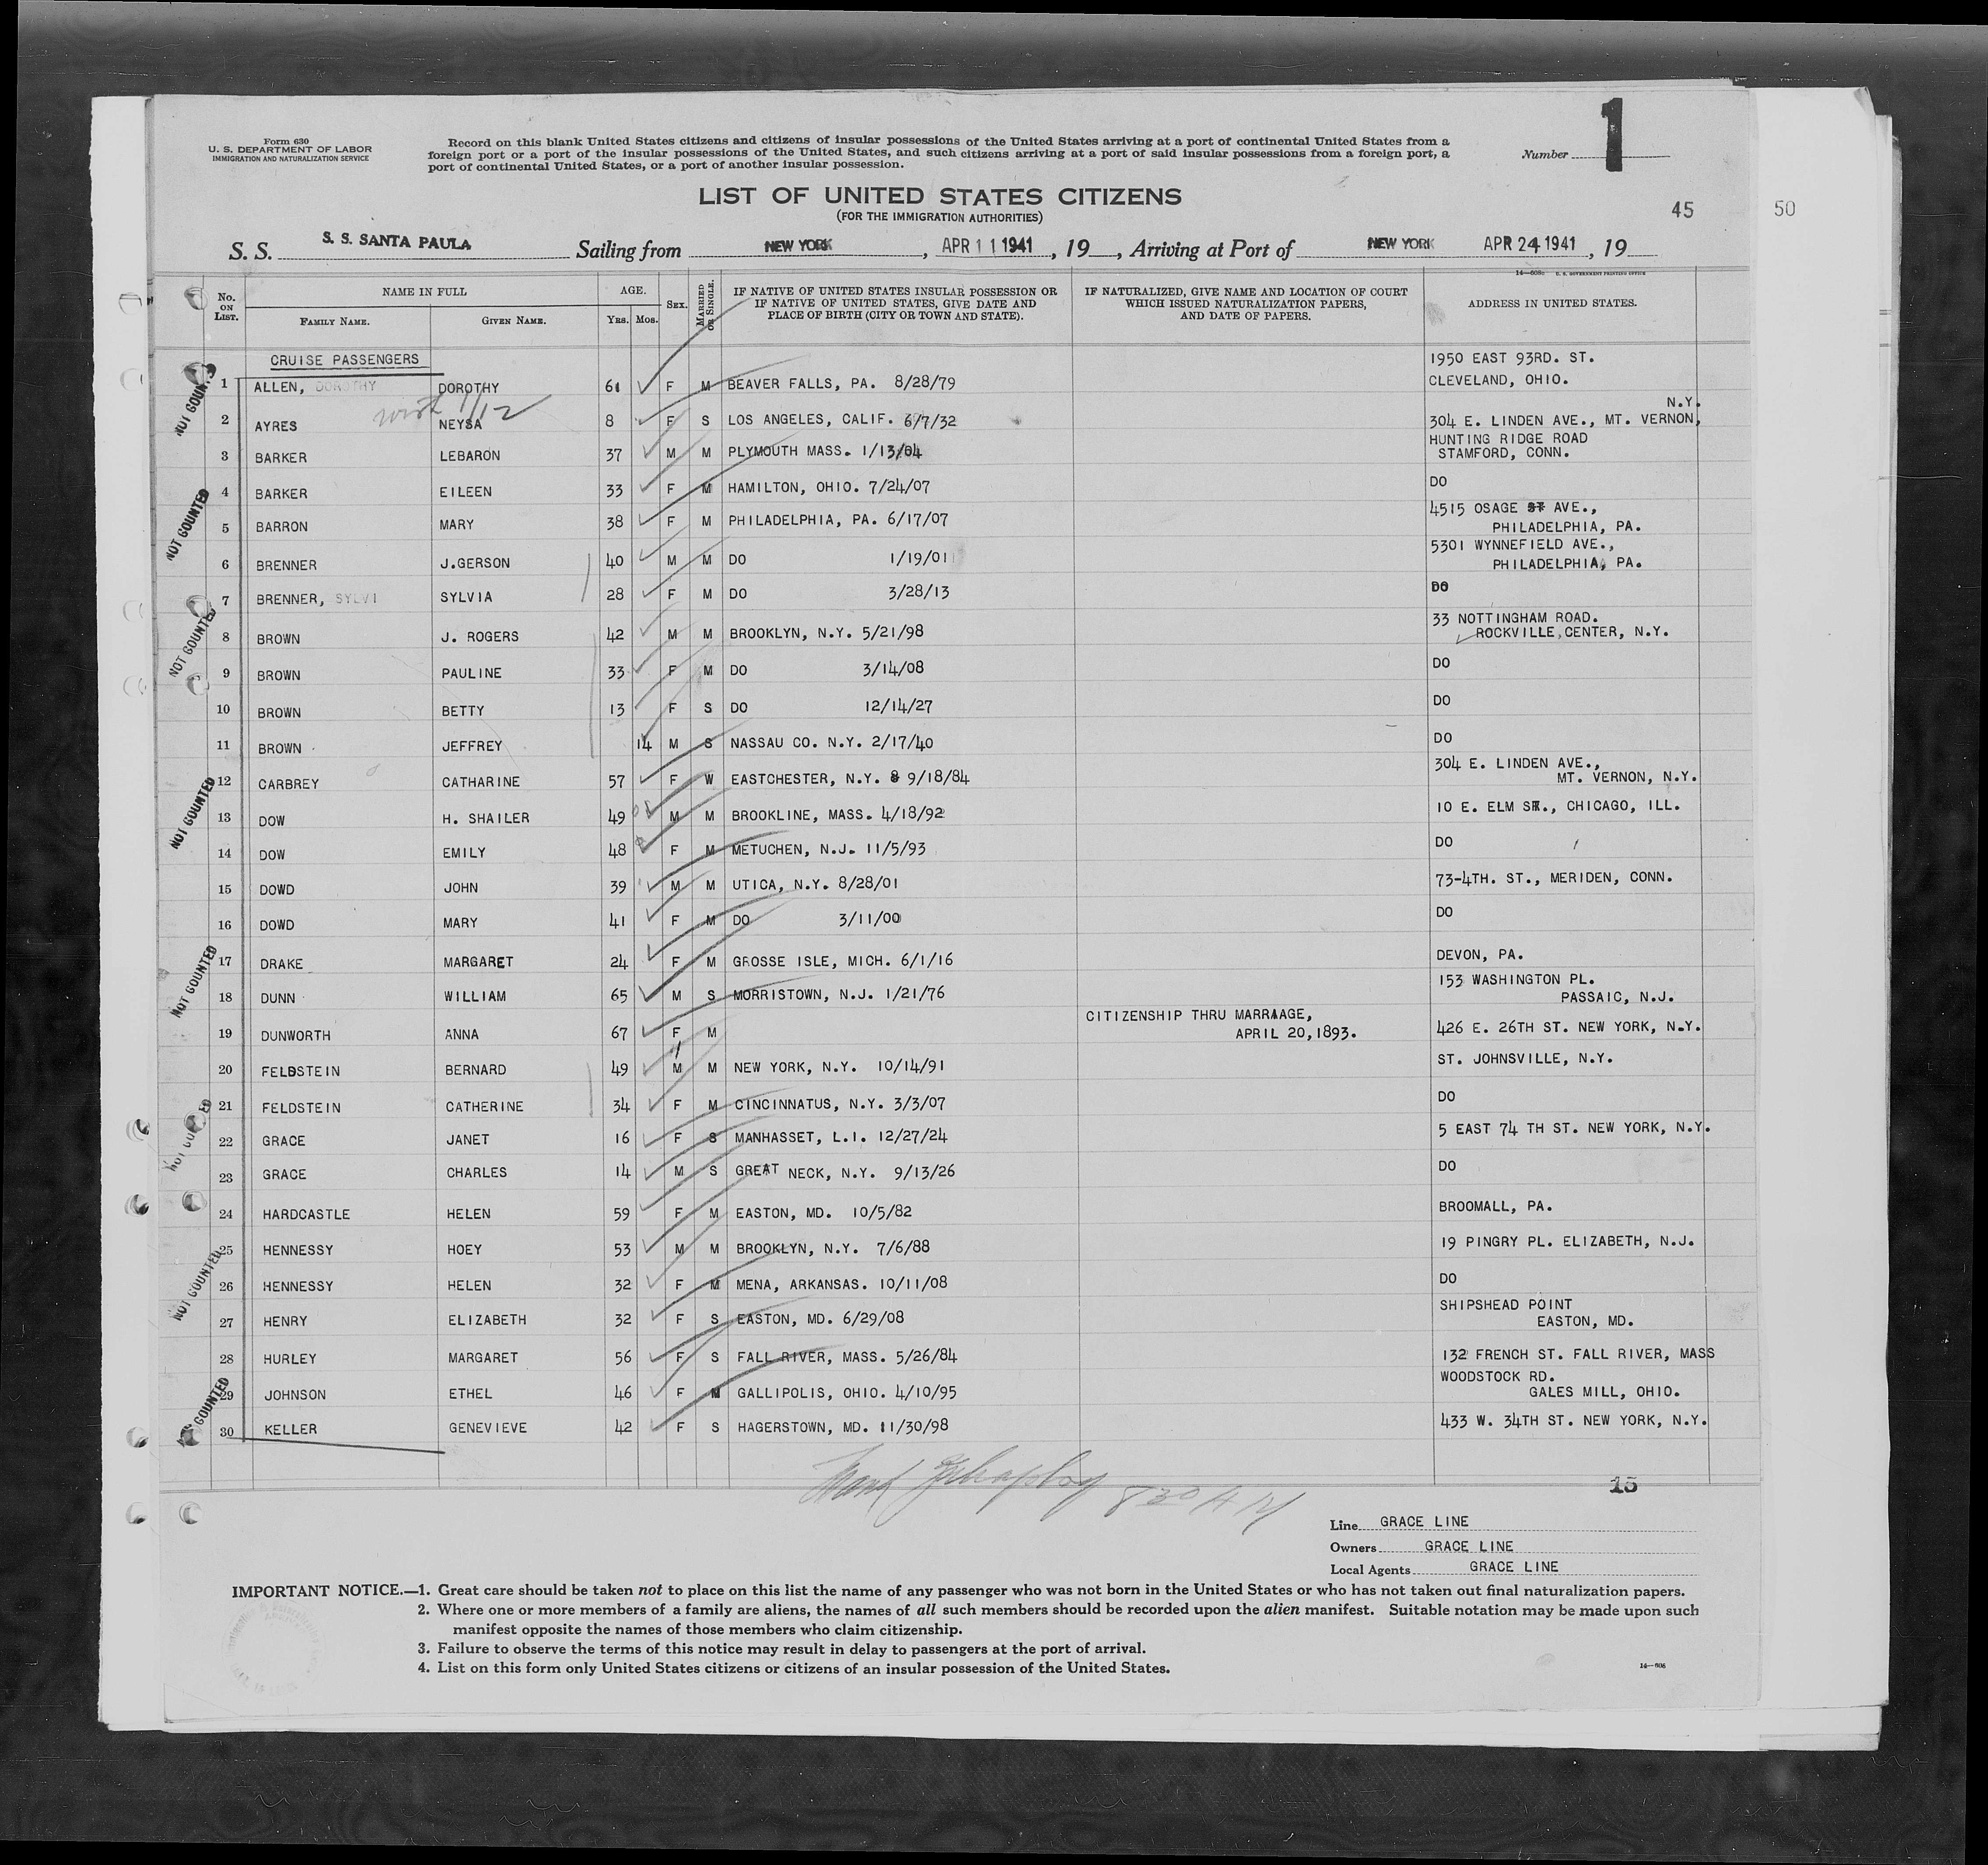 1
Form 630
U. S. DEPARTMENT OF LABOR
IMMIGRATION AND NATURALIZATION SERVICE
Record on this blank United States citizens and citizens of insular possessions of the United States arriving at a port of continental United States from a
foreign port or a port of the insular possessions of the United States, and such citizens arriving at a port of said insular possessions from a foreign port, a
port of continental United States, or a port of another insular possession.
Number
LIST OF UNITED STATES CITIZENS
(FOR THE IMMIGRATION AUTHORITIES)
45 50
S. S. S. S. SANTA PAULA Sailing from NEW YORK, APR 11 1941, 19__, Arriving at Port of NEW YORK APR 24 1941, 19__
14—608c U. S. GOVERNMENT PRINTING OFFICE
No. ON LIST. NAME IN FULL AGE. SEX. MARRIED OR SINGLE. IF NATIVE OF UNITED STATES INSULAR POSSESSION OR IF NATIVE OF UNITED STATES, GIVE DATE AND PLACE OF BIRTH (CITY OR TOWN AND STATE). IF NATURALIZED, GIVE NAME AND LOCATION OF COURT WHICH ISSUED NATURALIZATION PAPERS, AND DATE OF PAPERS. ADDRESS IN UNITED STATES.
FAMILY NAME. GIVEN NAME. YRS. MOS.
CRUISE PASSENGERS 1950 EAST 93RD. ST.
1 ALLEN, DOROTHY DOROTHY 61 F M BEAVER FALLS, PA. 8/28/79 CLEVELAND, OHIO.
with 1/12
N.Y.
2 AYRES NEYSA 8 F S LOS ANGELES, CALIF. 6/7/32 304 E. LINDEN AVE., MT. VERNON,
HUNTING RIDGE ROAD
3 BARKER LEBARON 37 M M PLYMOUTH MASS. 1/13/04 STAMFORD, CONN.
4 BARKER EILEEN 33 F M HAMILTON, OHIO. 7/24/07 DO
4515 OSAGE ST AVE.,
5 BARRON MARY 38 F M PHILADELPHIA, PA. 6/17/07 PHILADELPHIA, PA.
5301 WYNNEFIELD AVE.,
6 BRENNER J.GERSON 40 M M DO 1/19/01 PHILADELPHIA, PA.
7 BRENNER, SYLVI SYLVIA 28 F M DO 3/28/13 DO
33 NOTTINGHAM ROAD.
8 BROWN J. ROGERS 42 M M BROOKLYN, N.Y. 5/21/98 ROCKVILLE CENTER, N.Y.
9 BROWN PAULINE 33 F M DO 3/14/08 DO
10 BROWN BETTY 13 F S DO 12/14/27 DO
11 BROWN JEFFREY 14 M S NASSAU CO. N.Y. 2/17/40 DO
304 E. LINDEN AVE.,
12 CARBREY CATHARINE 57 F W EASTCHESTER, N.Y. 8 9/18/84 MT. VERNON, N.Y.
13 DOW H. SHAILER 49 M M BROOKLINE, MASS. 4/18/92 10 E. ELM ST., CHICAGO, ILL.
14 DOW EMILY 48 F M METUCHEN, N.J. 11/5/93 DO
15 DOWD JOHN 39 M M UTICA, N.Y. 8/28/01 73-4TH. ST., MERIDEN, CONN.
16 DOWD MARY 41 F M DO 3/11/00 DO
17 DRAKE MARGARET 24 F M GROSSE ISLE, MICH. 6/1/16 DEVON, PA.
153 WASHINGTON PL.
18 DUNN WILLIAM 65 M S MORRISTOWN, N.J. 1/21/76 PASSAIC, N.J.
CITIZENSHIP THRU MARRIAGE,
19 DUNWORTH ANNA 67 F M APRIL 20,1893. 426 E. 26TH ST. NEW YORK, N.Y.
20 FELDSTEIN BERNARD 49 M M NEW YORK, N.Y. 10/14/91 ST. JOHNSVILLE, N.Y.
21 FELDSTEIN CATHERINE 34 F M CINCINNATUS, N.Y. 3/3/07 DO
22 GRACE JANET 16 F S MANHASSET, L.I. 12/27/24 5 EAST 74 TH ST. NEW YORK, N.Y.
23 GRACE CHARLES 14 M S GREAT NECK, N.Y. 9/13/26 DO
24 HARDCASTLE HELEN 59 F M EASTON, MD. 10/5/82 BROOMALL, PA.
25 HENNESSY HOEY 53 M M BROOKLYN, N.Y. 7/6/88 19 PINGRY PL. ELIZABETH, N.J.
26 HENNESSY HELEN 32 F M MENA, ARKANSAS. 10/11/08 DO
SHIPSHEAD POINT
27 HENRY ELIZABETH 32 F S EASTON, MD. 6/29/08 EASTON, MD.
28 HURLEY MARGARET 56 F S FALL RIVER, MASS. 5/26/84 132 FRENCH ST. FALL RIVER, MASS
WOODSTOCK RD.
29 JOHNSON ETHEL 46 F M GALLIPOLIS, OHIO. 4/10/95 GALES MILL, OHIO.
30 KELLER GENEVIEVE 42 F S HAGERSTOWN, MD. 11/30/98 433 W. 34TH ST. NEW YORK, N.Y.
NOT COUNTED
NOT COUNTED
NOT COUNTED
NOT COUNTED
NOT COUNTED
NOT COUNTED
NOT COUNTED
NOT COUNTED
15
Line GRACE LINE
Owners GRACE LINE
Local Agents GRACE LINE
IMPORTANT NOTICE.—1. Great care should be taken not to place on this list the name of any passenger who was not born in the United States or who has not taken out final naturalization papers.
2. Where one or more members of a family are aliens, the names of all such members should be recorded upon the alien manifest. Suitable notation may be made upon such
manifest opposite the names of those members who claim citizenship.
3. Failure to observe the terms of this notice may result in delay to passengers at the port of arrival.
4. List on this form only United States citizens or citizens of an insular possession of the United States.
14—606